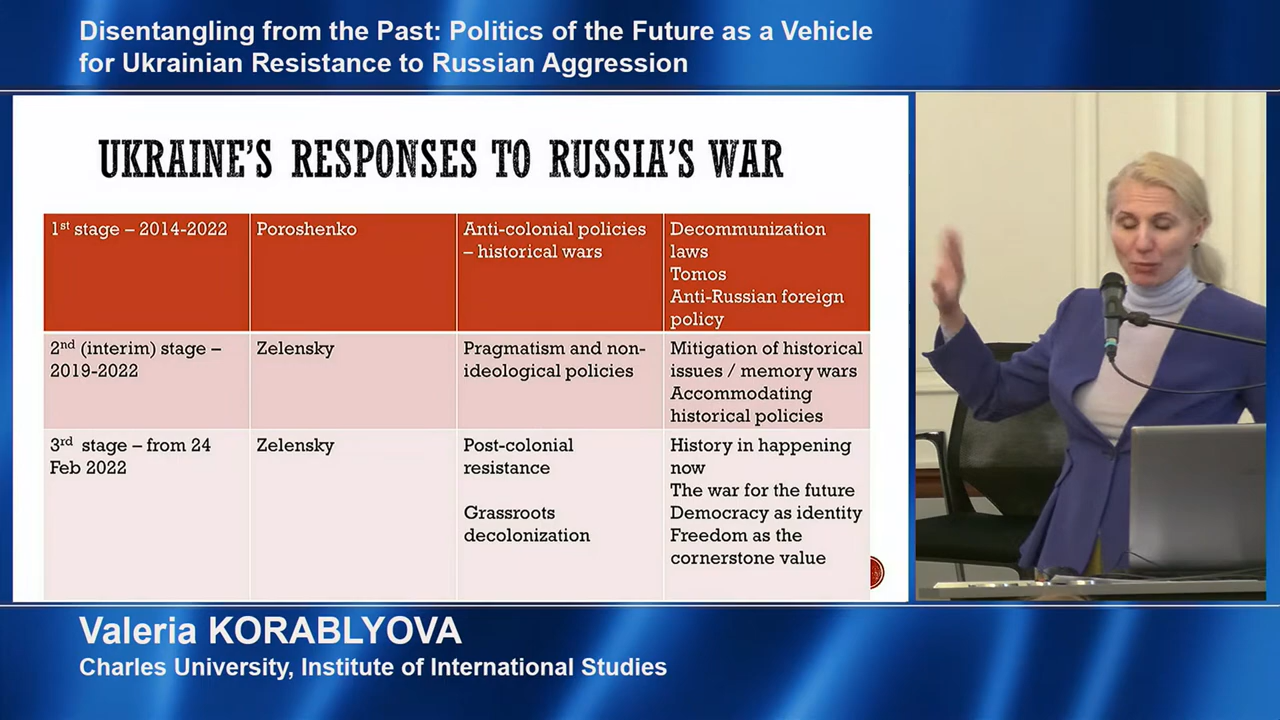 Disentangling from the Past: Politics of the Future as a Vehicle
for Ukrainian Resistance to Russian Aggression
UKRAINE'S RESPONSES TO RUSSIA'S WAR
1st stage – 2014-2022
Poroshenko
Anti-colonial policies
– historical wars
Decommunization
laws
Tomos
Anti-Russian foreign
policy
2nd (interim) stage –
2019-2022
Zelensky
Pragmatism and non-
ideological policies
Mitigation of historical
issues / memory wars
Accommodating
historical policies
3rd stage – from 24
Feb 2022
Zelensky
Post-colonial
resistance
Grassroots
decolonization
History in happening
now
The war for the future
Democracy as identity
Freedom as the
cornerstone value
Valeria KORABLYOVA
Charles University, Institute of International Studies